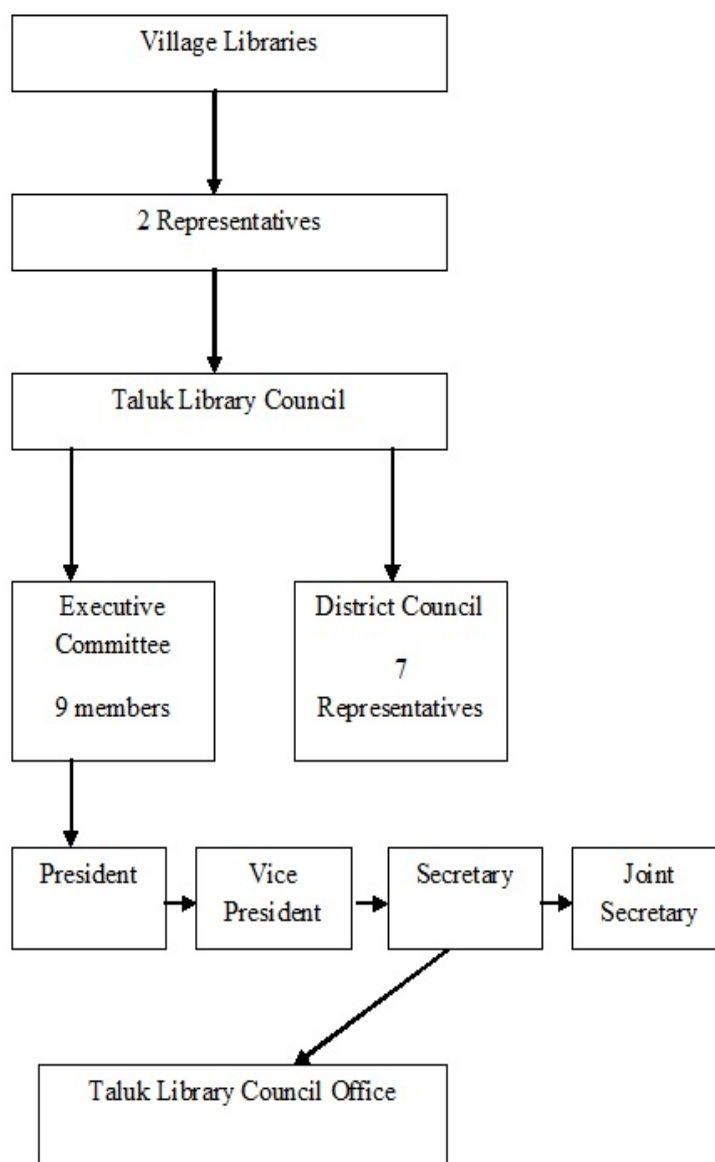 Village Libraries
2 Representatives
Taluk Library Council
Executive
Committee
9 members
District Council
7
Representatives
President
Vice
President
Secretary
Joint
Secretary
Taluk Library Council Office